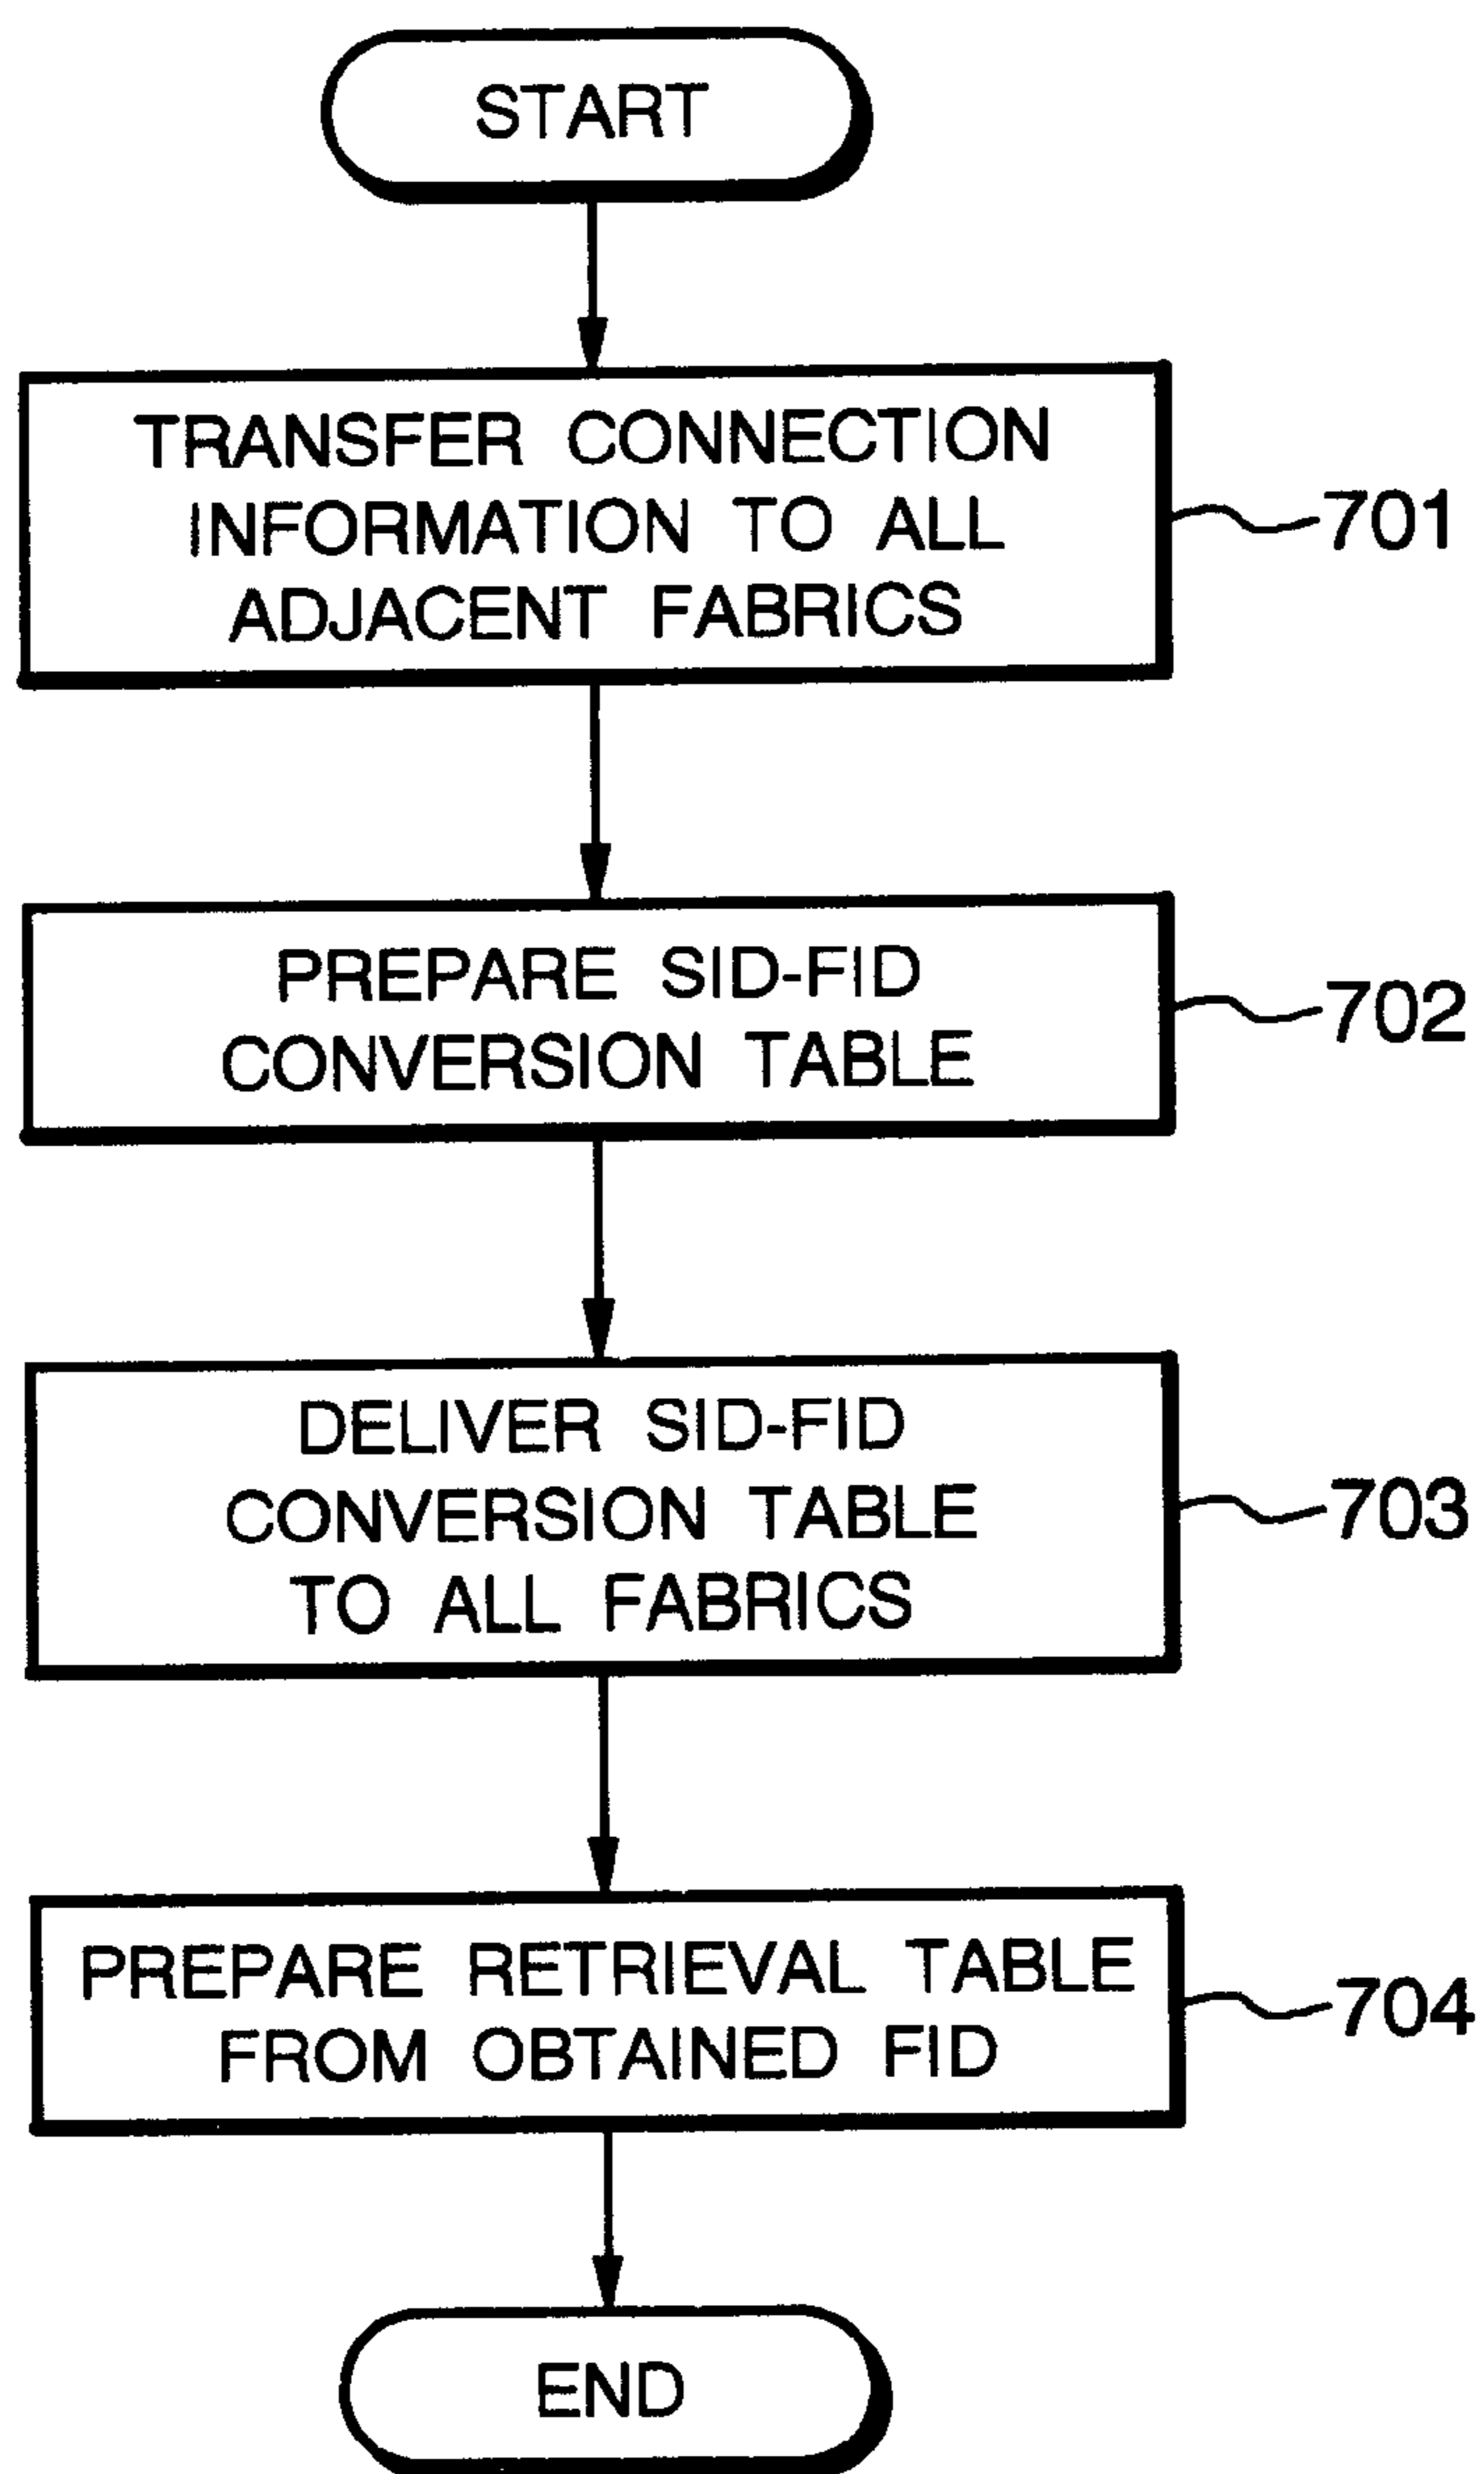 START
TRANSFER CONNECTION
INFORMATION TO ALL
ADJACENT FABRICS
701
PREPARE SID-FID
CONVERSION TABLE
702
DELIVER SID-FID
CONVERSION TABLE
TO ALL FABRICS
703
PREPARE RETRIEVAL TABLE
FROM OBTAINED FID
704
END